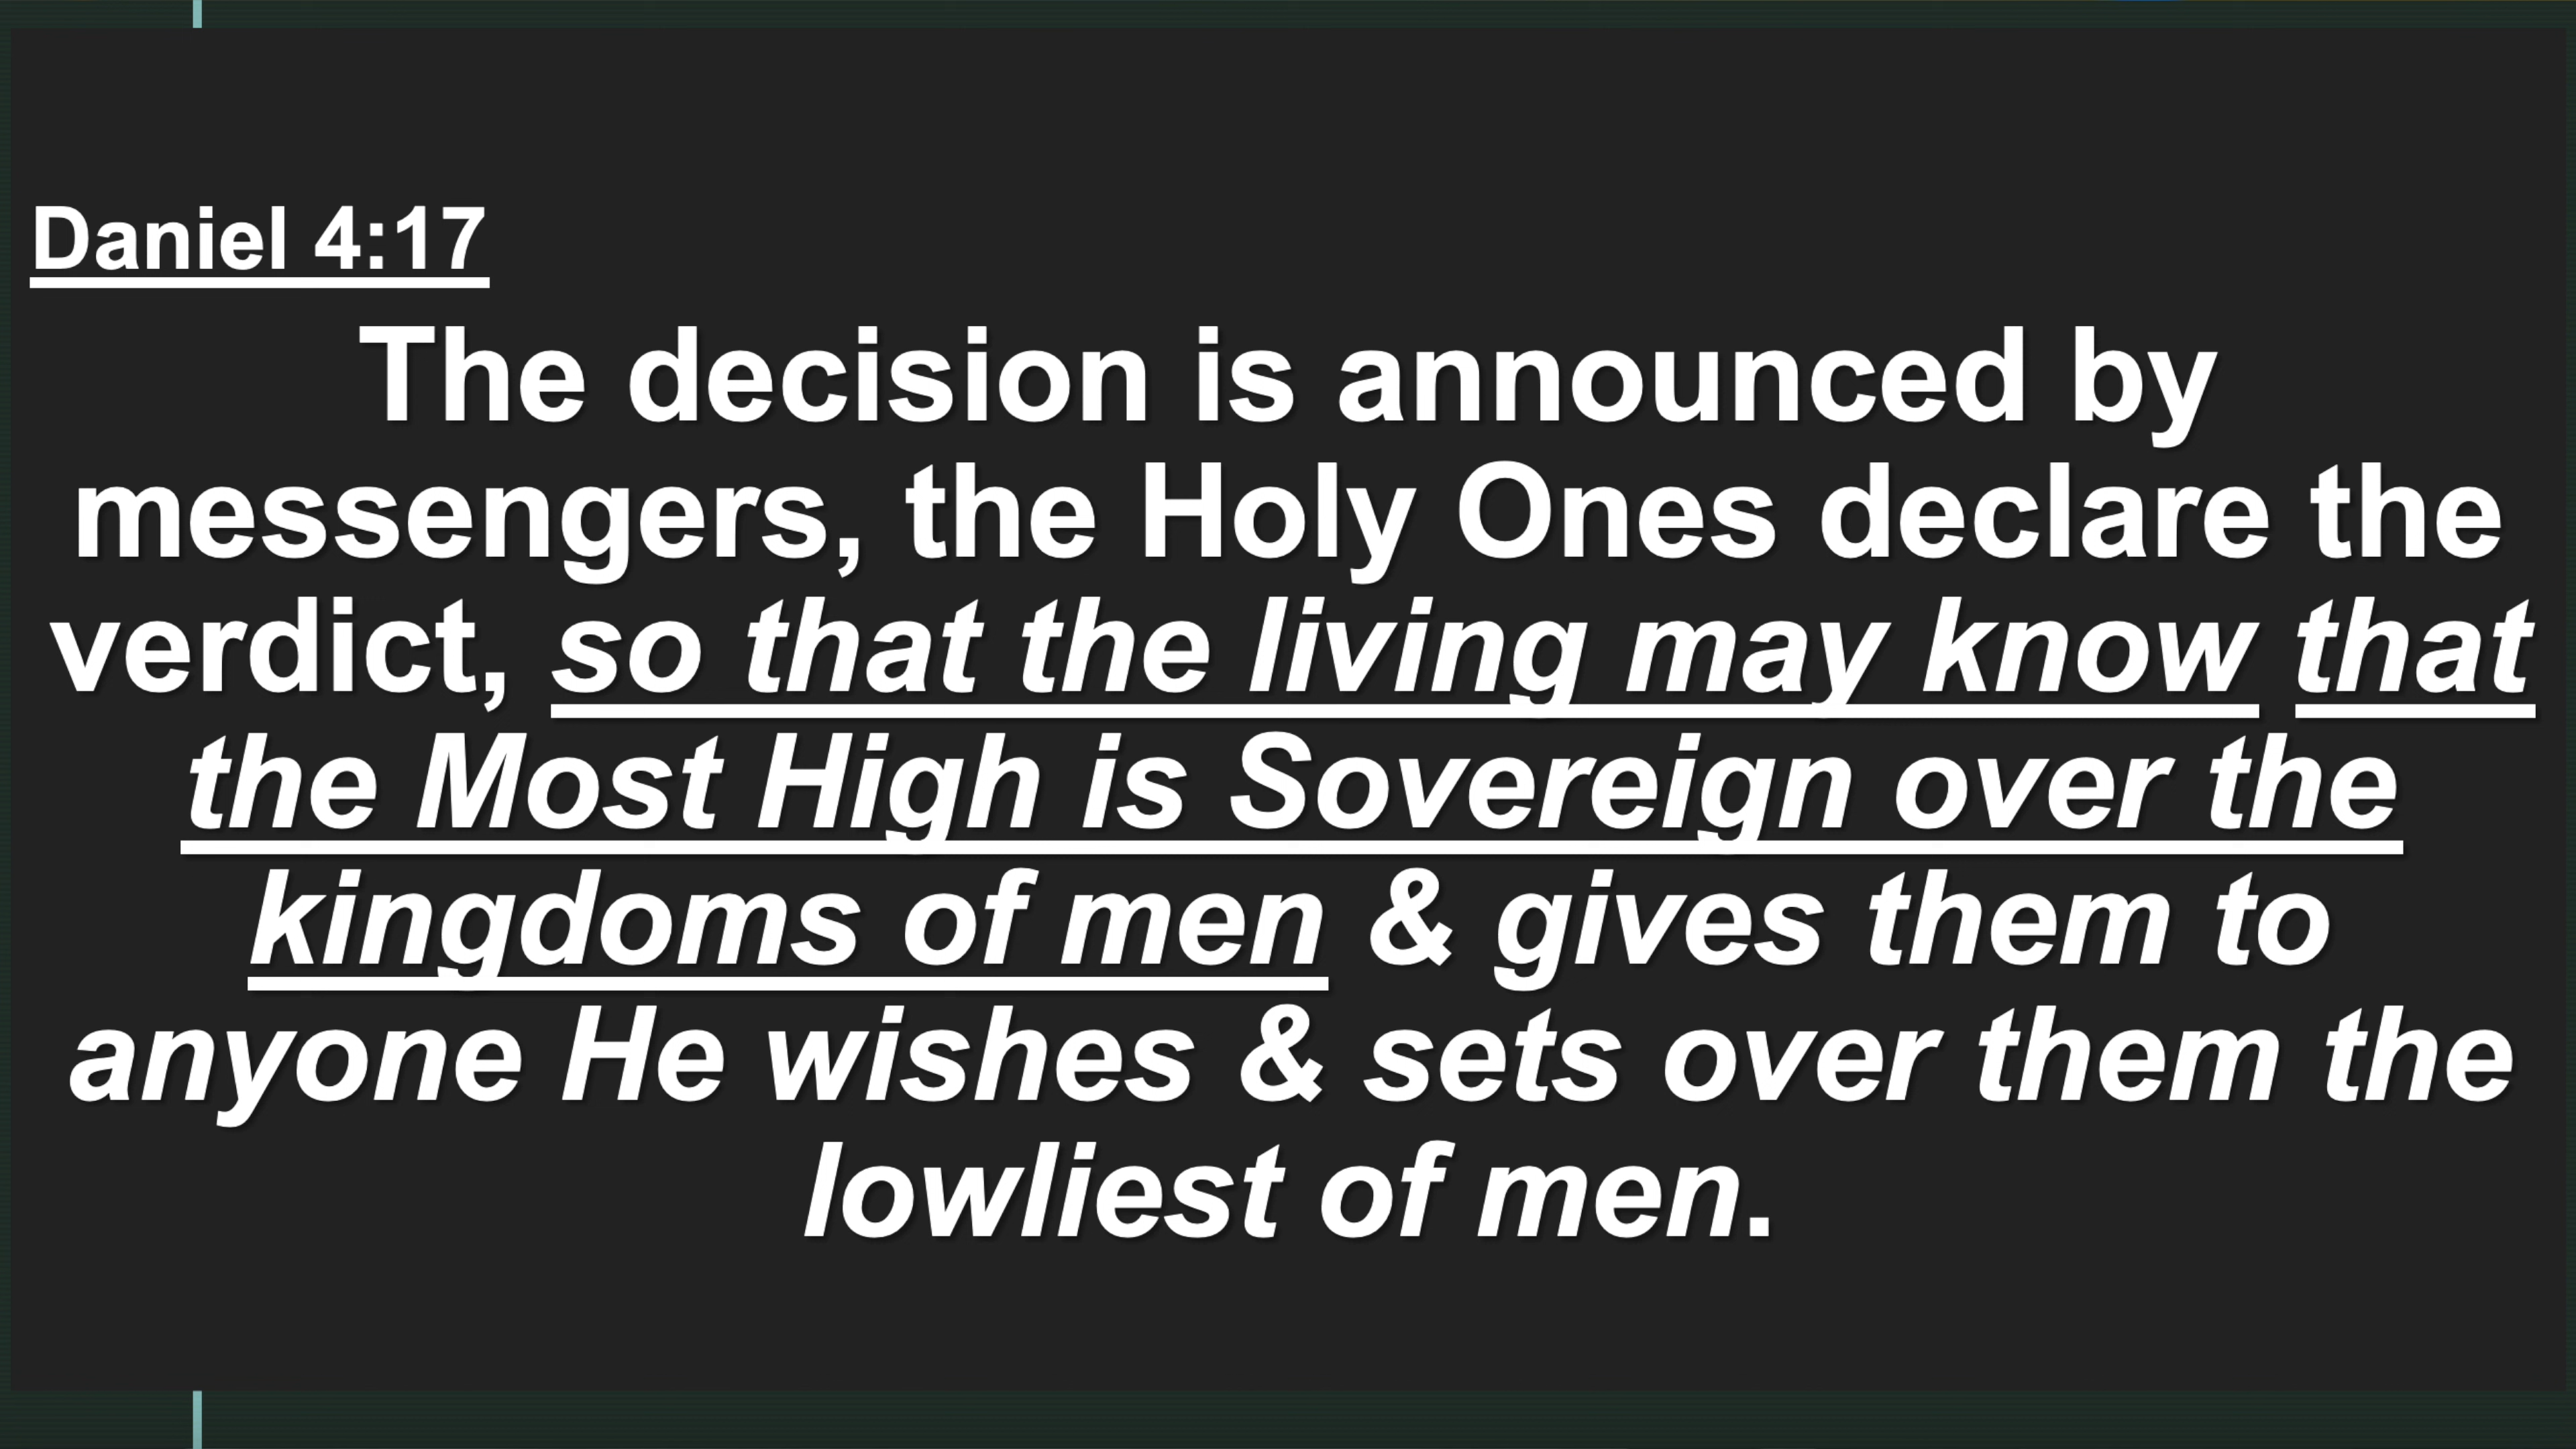 Daniel 4:17
The decision is announced by
messengers, the Holy Ones declare the
verdict, so that the living may know that
the Most High is Sovereign over the
kingdoms of men & gives them to
anyone He wishes & sets over them the
lowliest of men.